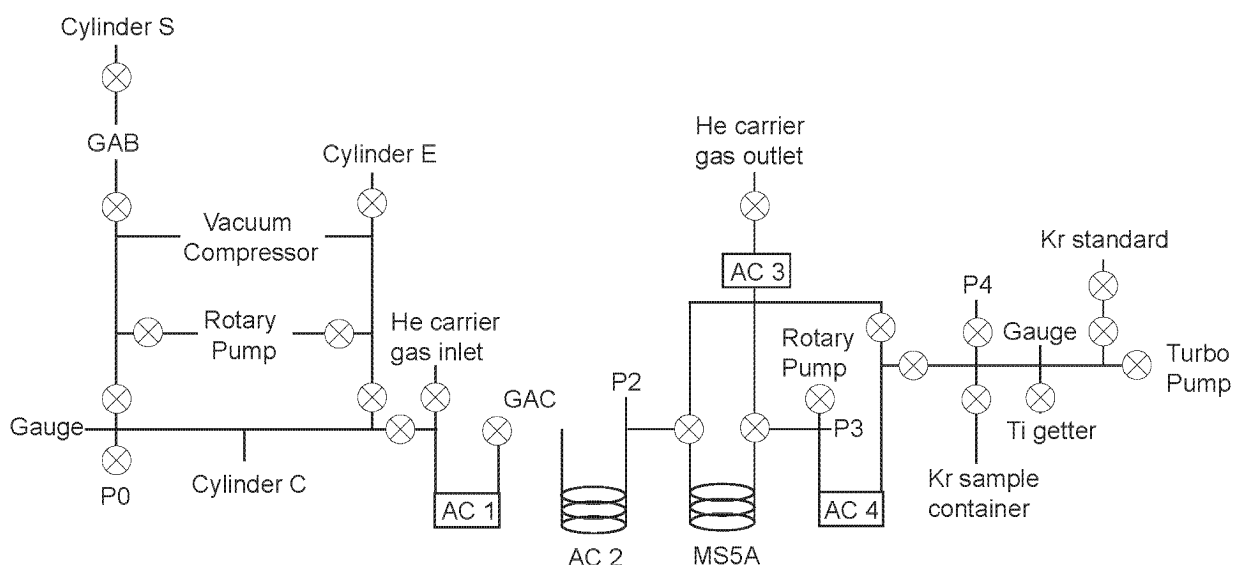 Cylinder S
GAB
Cylinder E
Vacuum
Compressor
Rotary
Pump
He carrier
gas inlet
Gauge
P0
Cylinder C
GAC
AC 1
P2
AC 2
He carrier
gas outlet
AC 3
MS5A
Rotary
Pump
P3
AC 4
P4
Gauge
Kr standard
Turbo
Pump
Ti getter
Kr sample
container